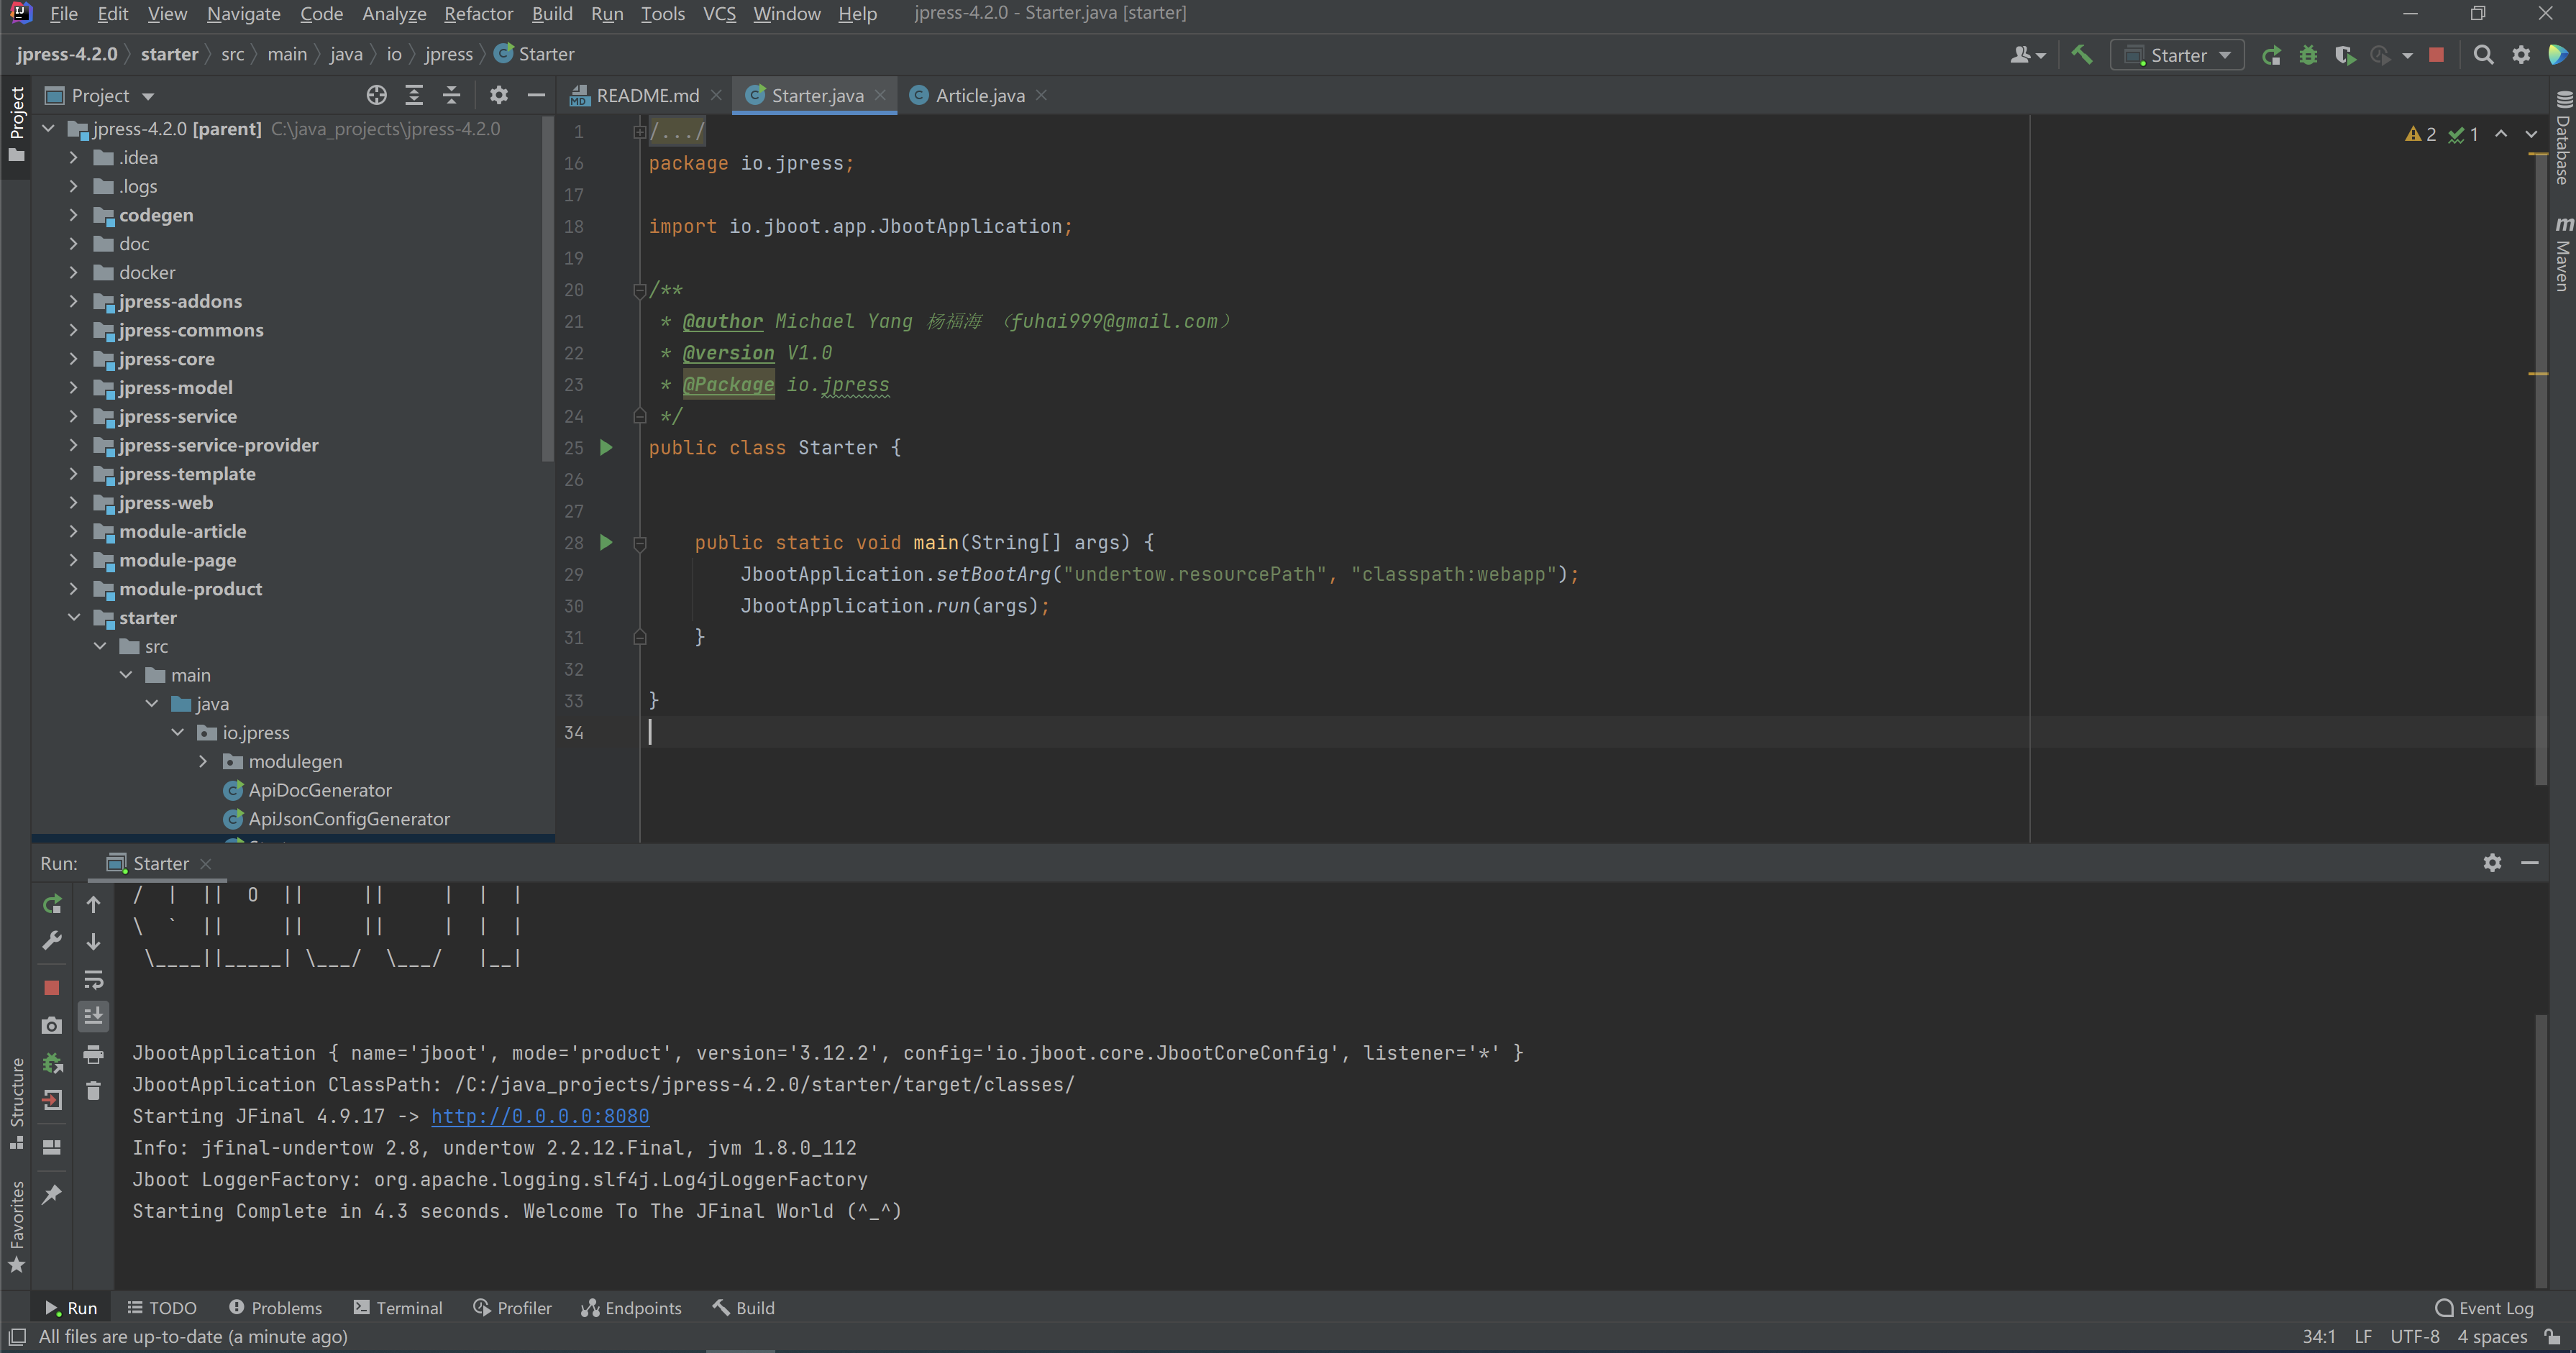 File Edit View Navigate Code Analyze Refactor Build Run Tools VCS Window Help jpress-4.2.0 - Starter.java [starter]
jpress-4.2.0 starter src main java io jpress Starter
Starter
Project
Project
README.md Starter.java Article.java
jpress-4.2.0 [parent] C:\java_projects\jpress-4.2.0
.idea
.logs
codegen
doc
docker
jpress-addons
jpress-commons
jpress-core
jpress-model
jpress-service
jpress-service-provider
jpress-template
jpress-web
module-article
module-page
module-product
starter
src
main
java
io.jpress
modulegen
ApiDocGenerator
ApiJsonConfigGenerator
2 1
1 /.../
16 package io.jpress;
17
18 import io.jboot.app.JbootApplication;
19
20 /**
21 * @author Michael Yang 杨福海 （fuhai999@gmail.com）
22 * @version V1.0
23 * @Package io.jpress
24 */
25 public class Starter {
26
27
28 public static void main(String[] args) {
29 JbootApplication.setBootArg("undertow.resourcePath", "classpath:webapp");
30 JbootApplication.run(args);
31 }
32
33 }
34
Database
Maven
Run: Starter
/ | || O || || | | |
\ ` || || || | | |
\____||_____| \___/ \___/ |__|
JbootApplication { name='jboot', mode='product', version='3.12.2', config='io.jboot.core.JbootCoreConfig', listener='*' }
JbootApplication ClassPath: /C:/java_projects/jpress-4.2.0/starter/target/classes/
Starting JFinal 4.9.17 -> http://0.0.0.0:8080
Info: jfinal-undertow 2.8, undertow 2.2.12.Final, jvm 1.8.0_112
Jboot LoggerFactory: org.apache.logging.slf4j.Log4jLoggerFactory
Starting Complete in 4.3 seconds. Welcome To The JFinal World (^_^)
Structure
Favorites
Run TODO Problems Terminal Profiler Endpoints Build Event Log
All files are up-to-date (a minute ago) 34:1 LF UTF-8 4 spaces